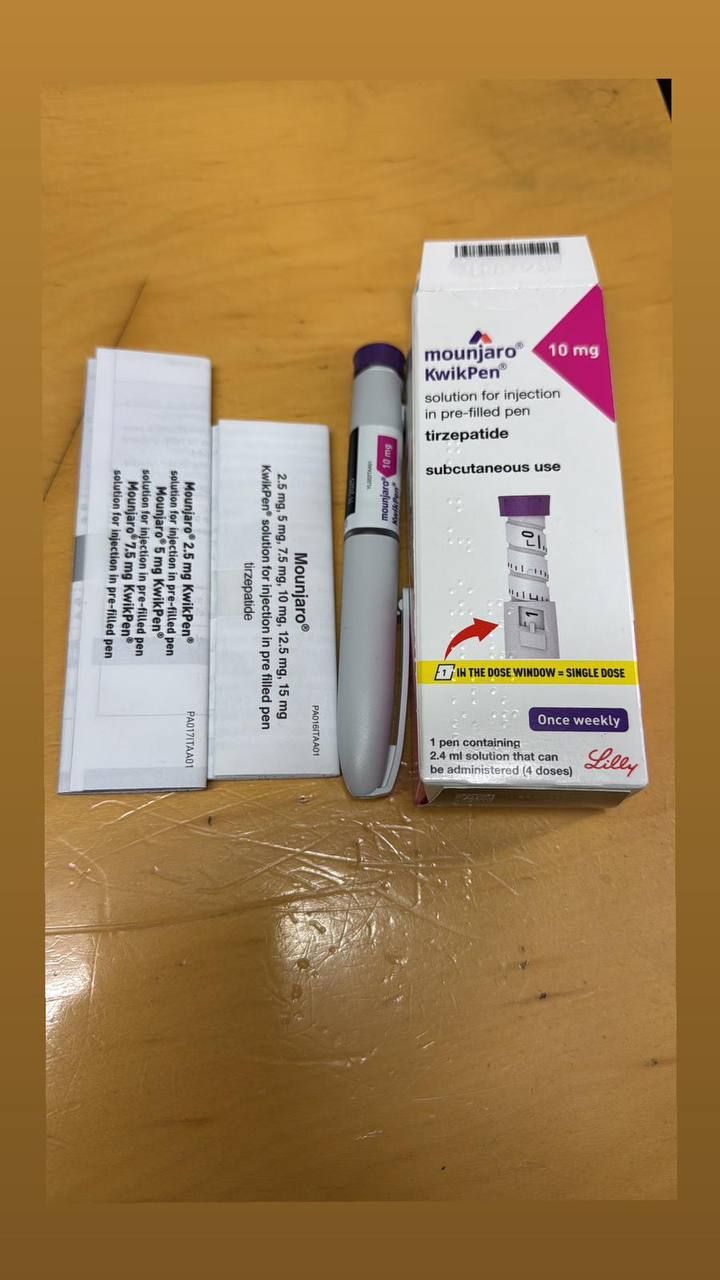 Mounjaro® 2.5 mg KwikPen®
solution for injection in pre-filled pen
Mounjaro® 5 mg KwikPen®
solution for injection in pre-filled pen
Mounjaro® 7.5 mg KwikPen®
solution for injection in pre-filled pen
PA017ITAA01
Mounjaro®
2.5 mg, 5 mg, 7.5 mg, 10 mg, 12.5 mg, 15 mg
KwikPen® solution for injection in pre filled pen
tirzepatide
PA016ITAA01
mounjaro® 10 mg
KwikPen®
mounjaro®
KwikPen®
10 mg
solution for injection
in pre-filled pen
tirzepatide
subcutaneous use
1
1 IN THE DOSE WINDOW = SINGLE DOSE
Once weekly
1 pen containing
2.4 ml solution that can
be administered (4 doses)
Lilly